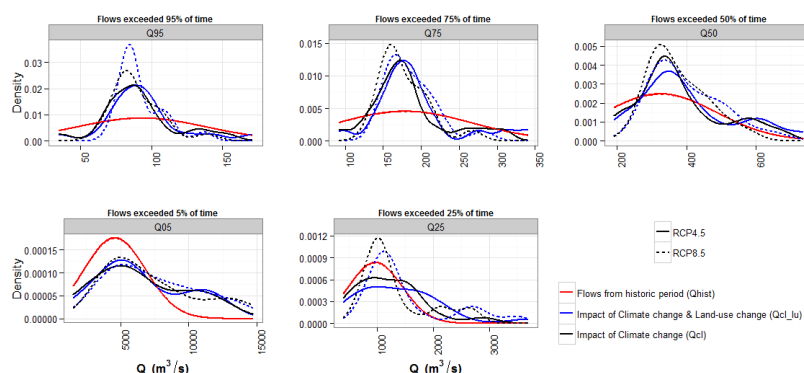 Flows exceeded 95% of time
Q95
Density
0.03
0.02
0.01
0.00
50
100
150
Flows exceeded 75% of time
Q75
0.015
0.010
0.005
0.000
100
150
200
250
300
350
Flows exceeded 50% of time
Q50
0.005
0.004
0.003
0.002
0.001
0.000
200
400
600
Flows exceeded 5% of time
Q05
Density
0.00015
0.00010
0.00005
0.00000
5000
10000
15000
Q (m³/s)
Flows exceeded 25% of time
Q25
0.0012
0.0009
0.0006
0.0003
0.0000
1000
2000
3000
Q (m³/s)
RCP4.5
RCP8.5
Flows from historic period (Qhist)
Impact of Climate change & Land-use change (Qcl_lu)
Impact of Climate change (Qcl)